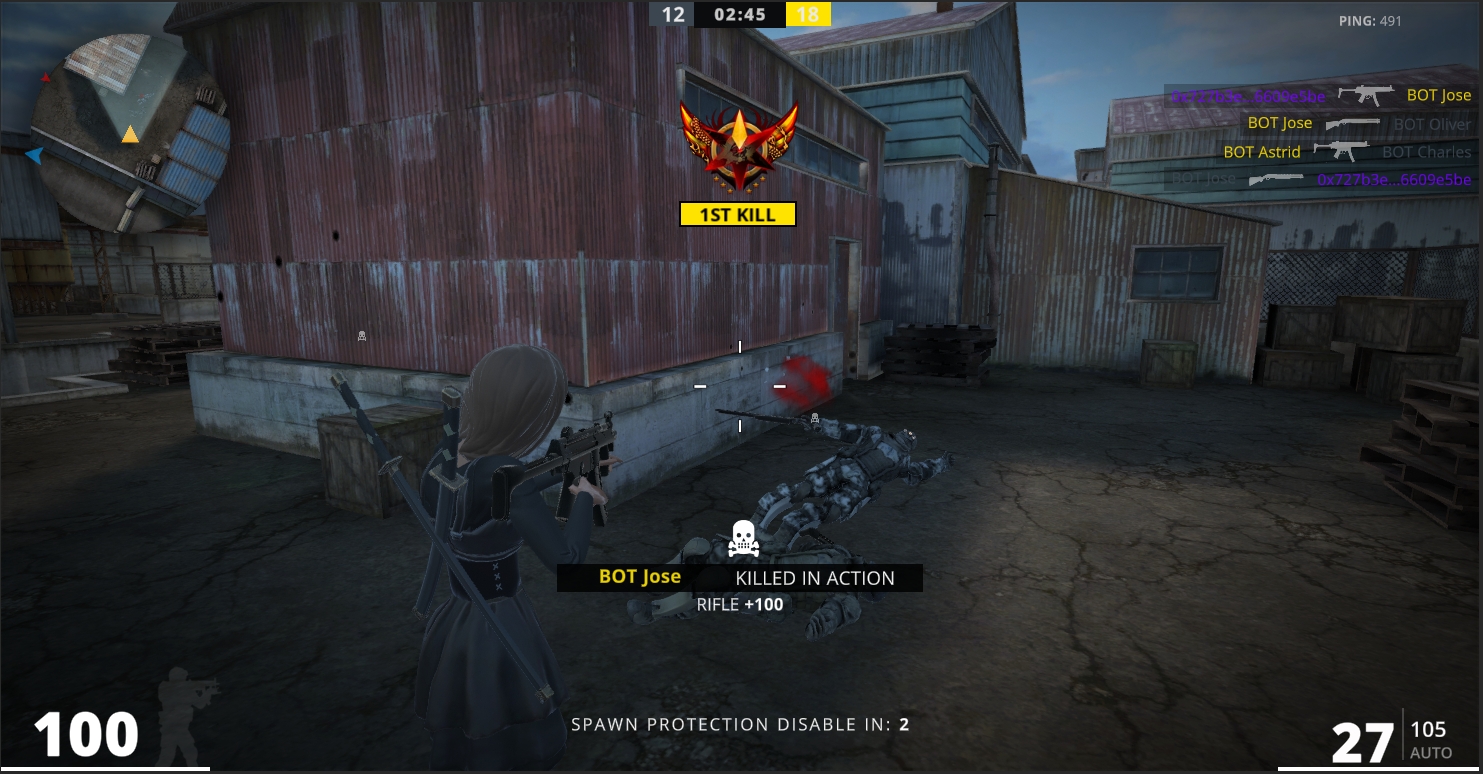 12 02:45 18
PING: 491
0x727b3e...6609e5be BOT Jose
BOT Jose BOT Oliver
BOT Astrid BOT Charles
BOT Jose 0x727b3e...6609e5be
1ST KILL
BOT Jose KILLED IN ACTION
RIFLE +100
SPAWN PROTECTION DISABLE IN: 2
100
27 105
AUTO